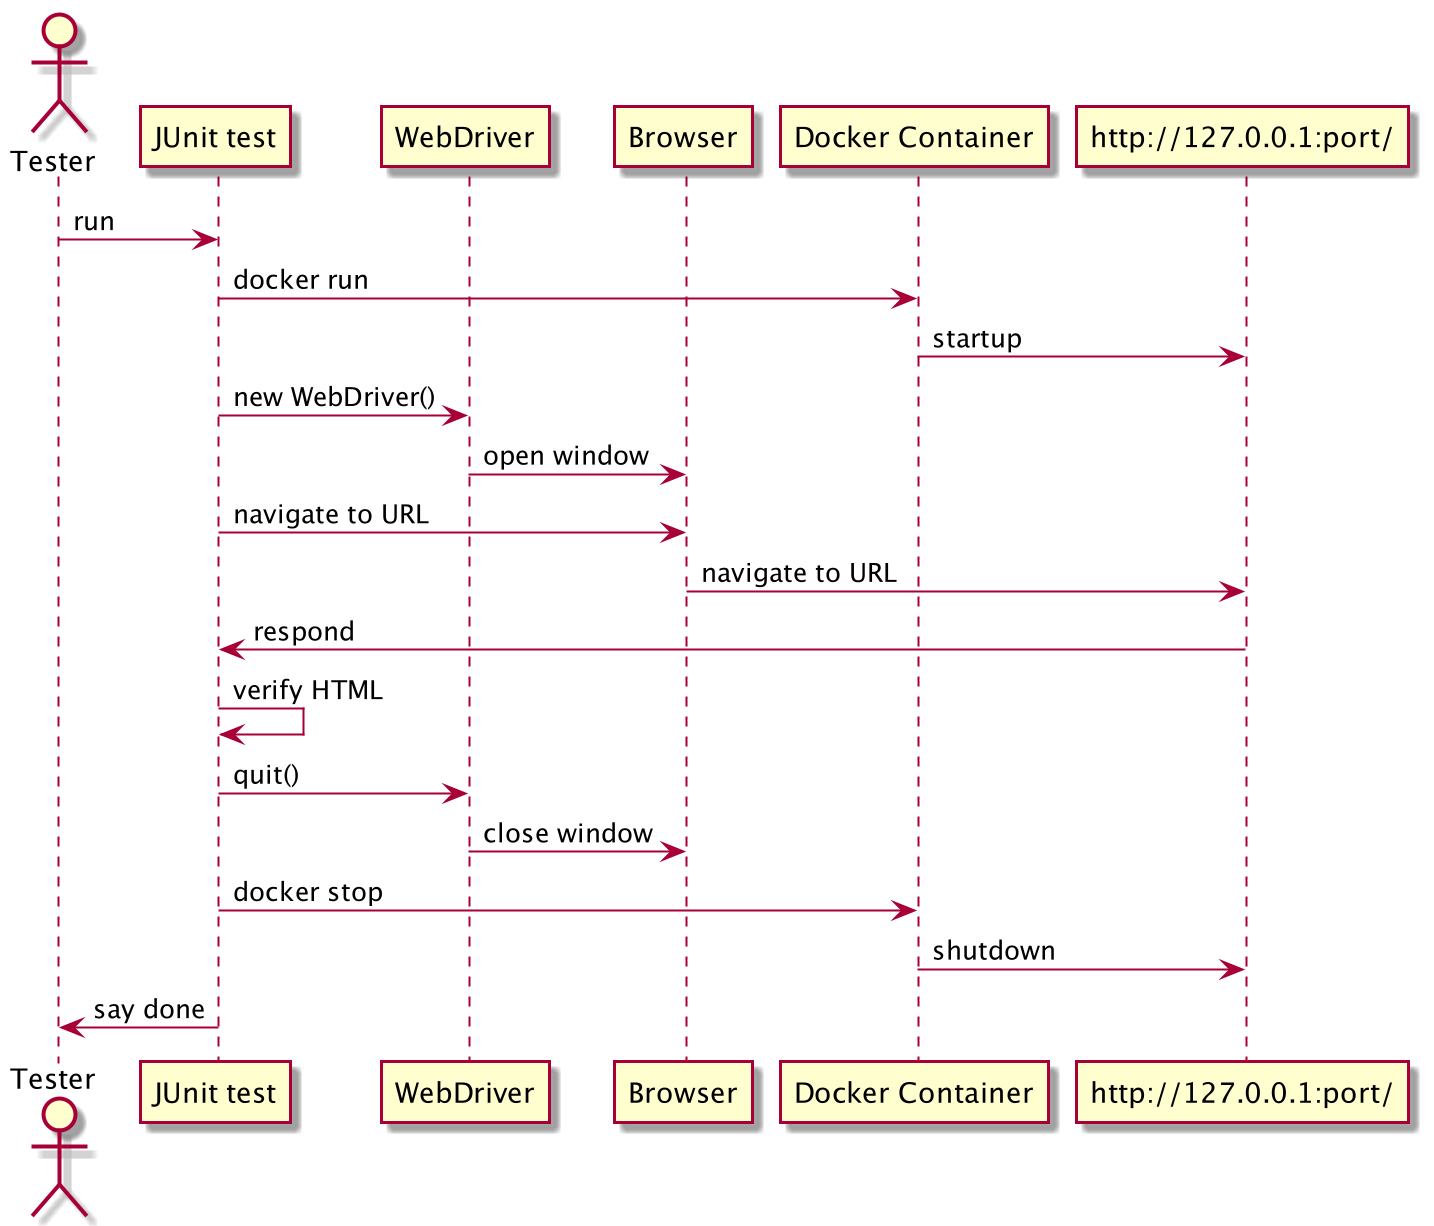 Tester
JUnit test
WebDriver
Browser
Docker Container
http://127.0.0.1:port/
run
docker run
startup
new WebDriver()
open window
navigate to URL
navigate to URL
respond
verify HTML
quit()
close window
docker stop
shutdown
say done
Tester
JUnit test
WebDriver
Browser
Docker Container
http://127.0.0.1:port/